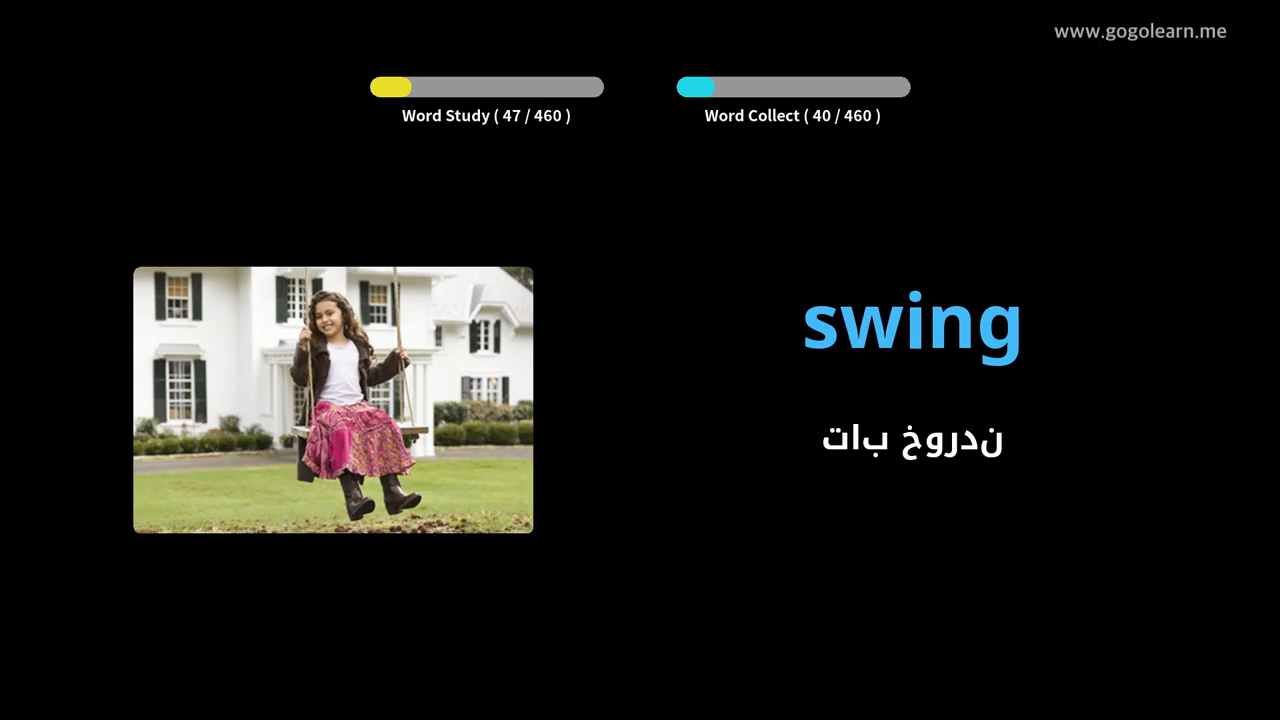 www.gogolearn.me
Word Study ( 47 / 460 )
Word Collect ( 40 / 460 )
swing
تاب خوردن